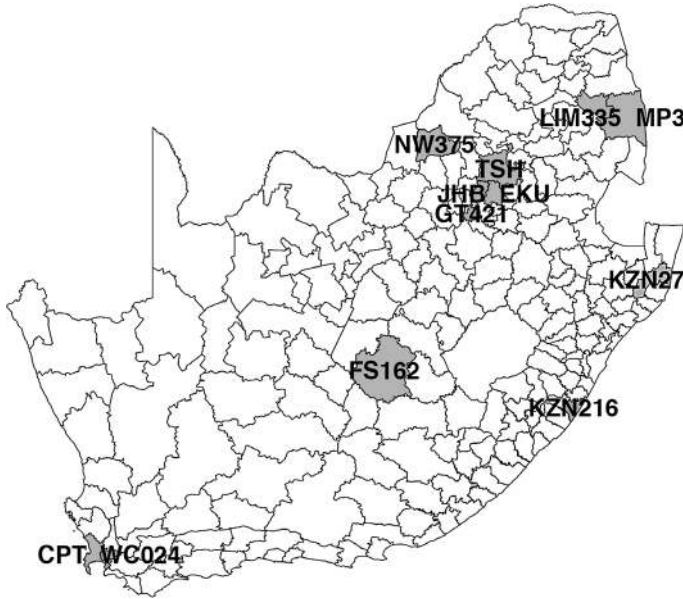 LIM335 MP3
NW375
TSH
JHB EKU
GT421
KZN27
FS162
KZN216
CPT WC024